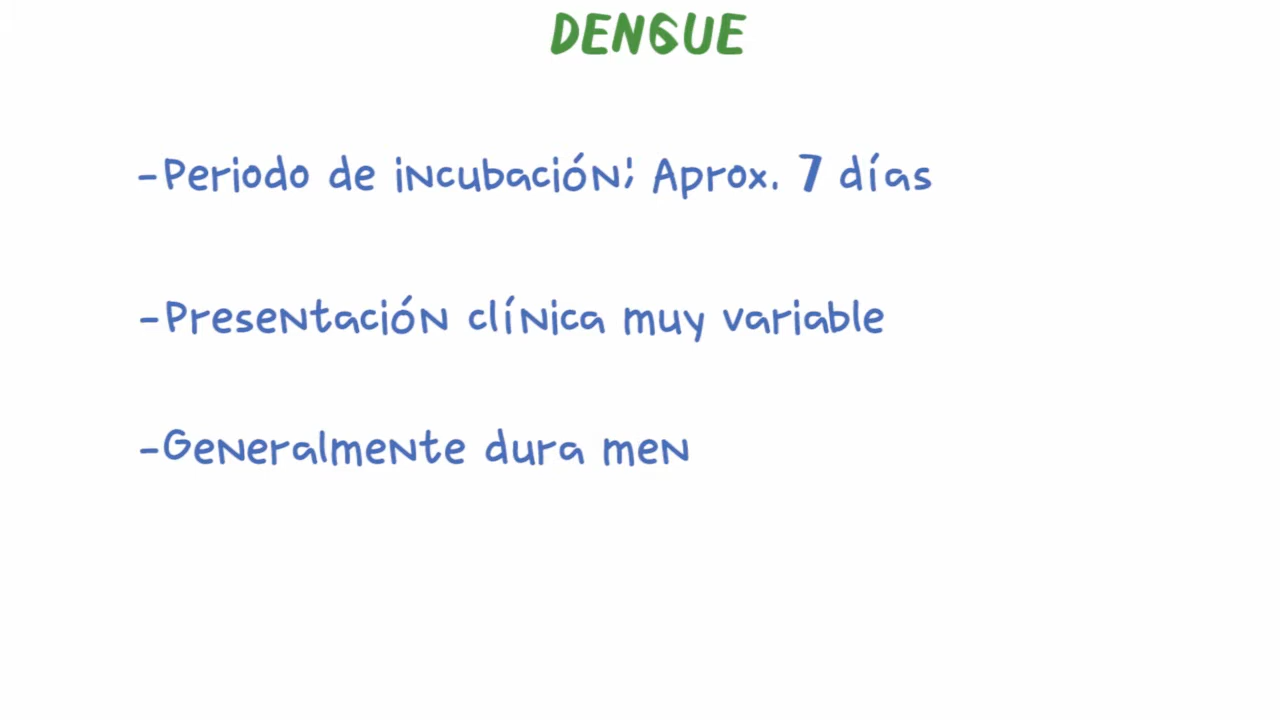 DENGUE
-Periodo de incubación; Aprox. 7 días
-Presentación clínica muy variable
-Generalmente dura men